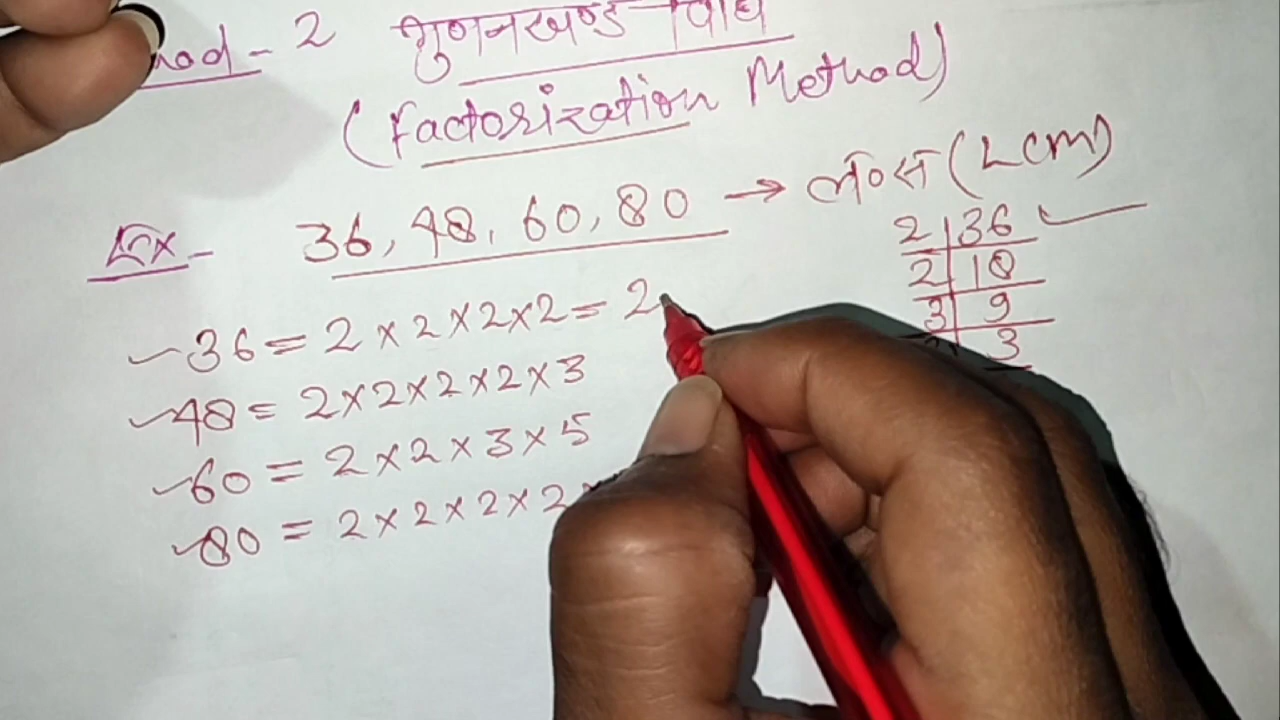 - 2 गुणनखण्ड विधि
(Factorization Method)
Ex- 36, 48, 60, 80 → ल०स (LCM)
36 = 2 × 2 × 2 × 2 = 2
48 = 2 × 2 × 2 × 2 × 3
60 = 2 × 2 × 3 × 5
80 = 2 × 2 × 2 × 2
2 | 36
2 | 18
3 | 9
3